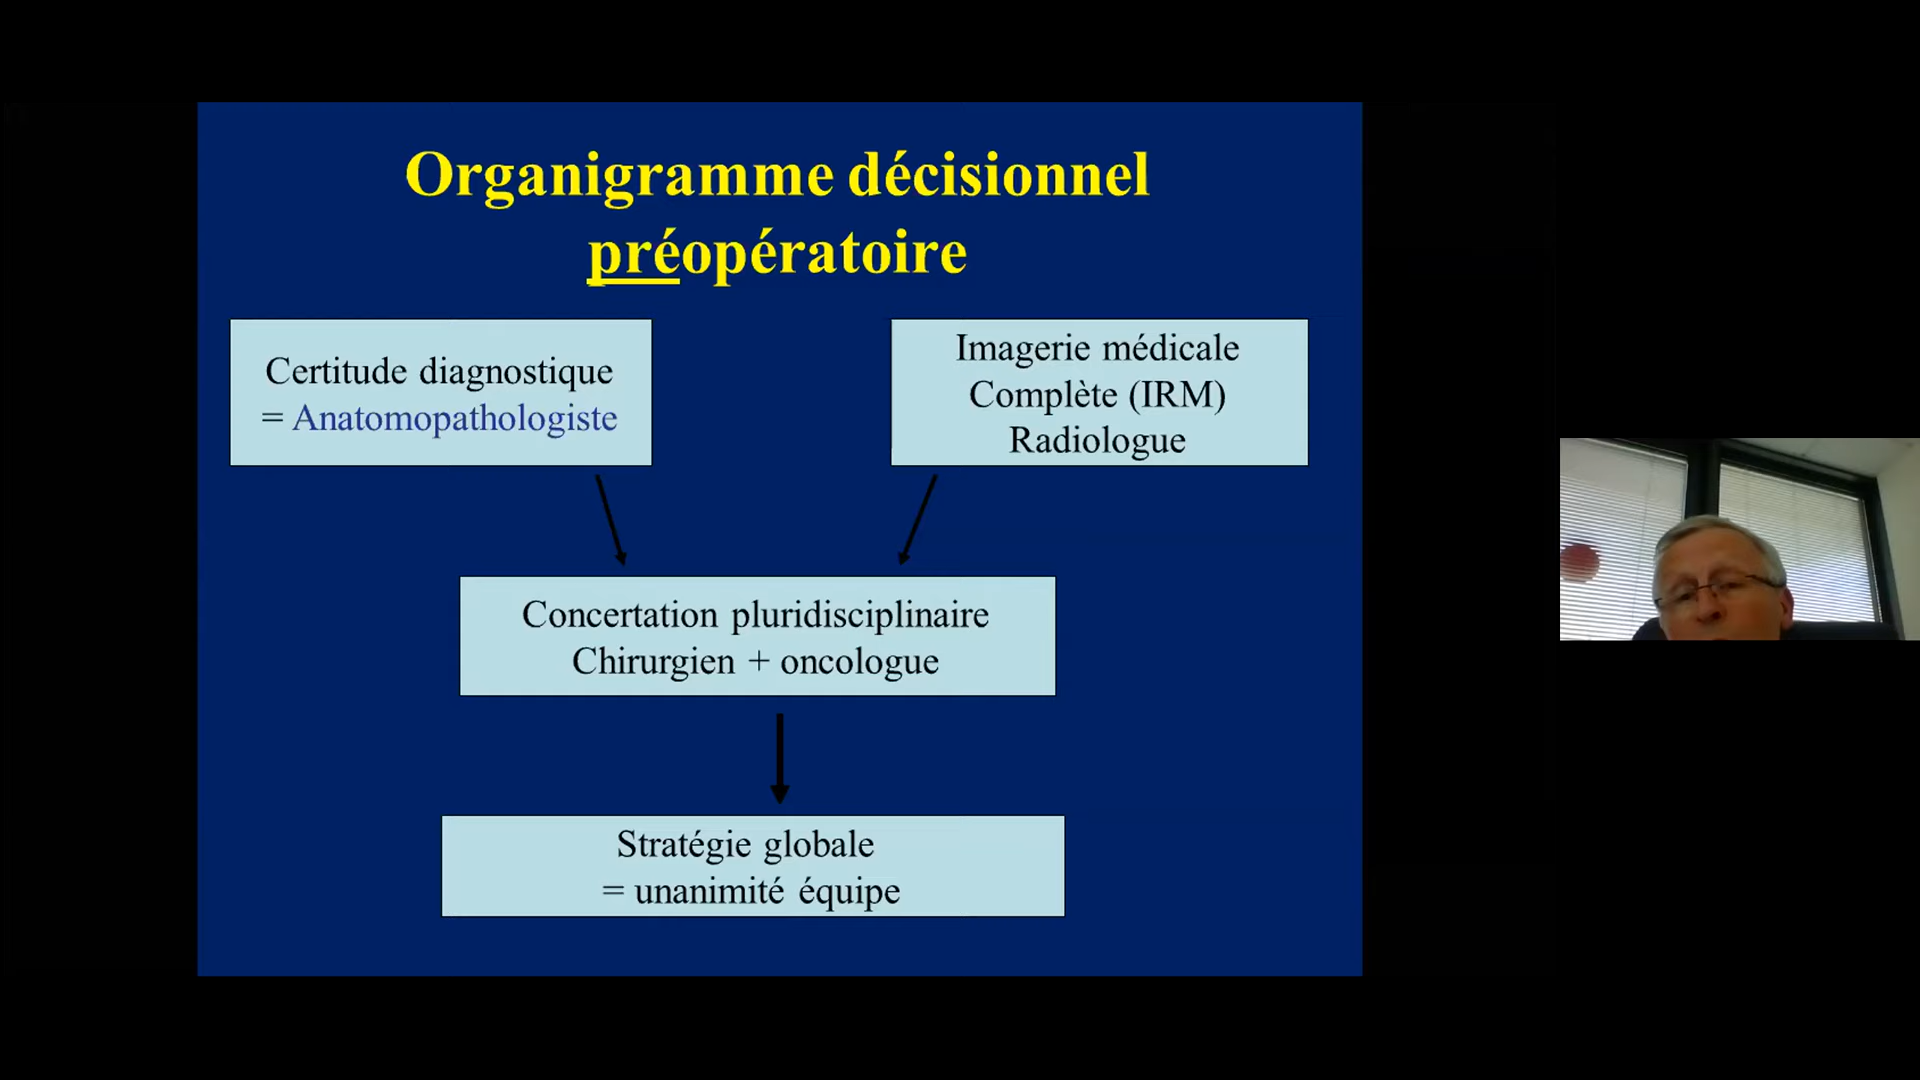 Organigramme décisionnel
préopératoire
Certitude diagnostique
= Anatomopathologiste
Imagerie médicale
Complète (IRM)
Radiologue
Concertation pluridisciplinaire
Chirurgien + oncologue
Stratégie globale
= unanimité équipe